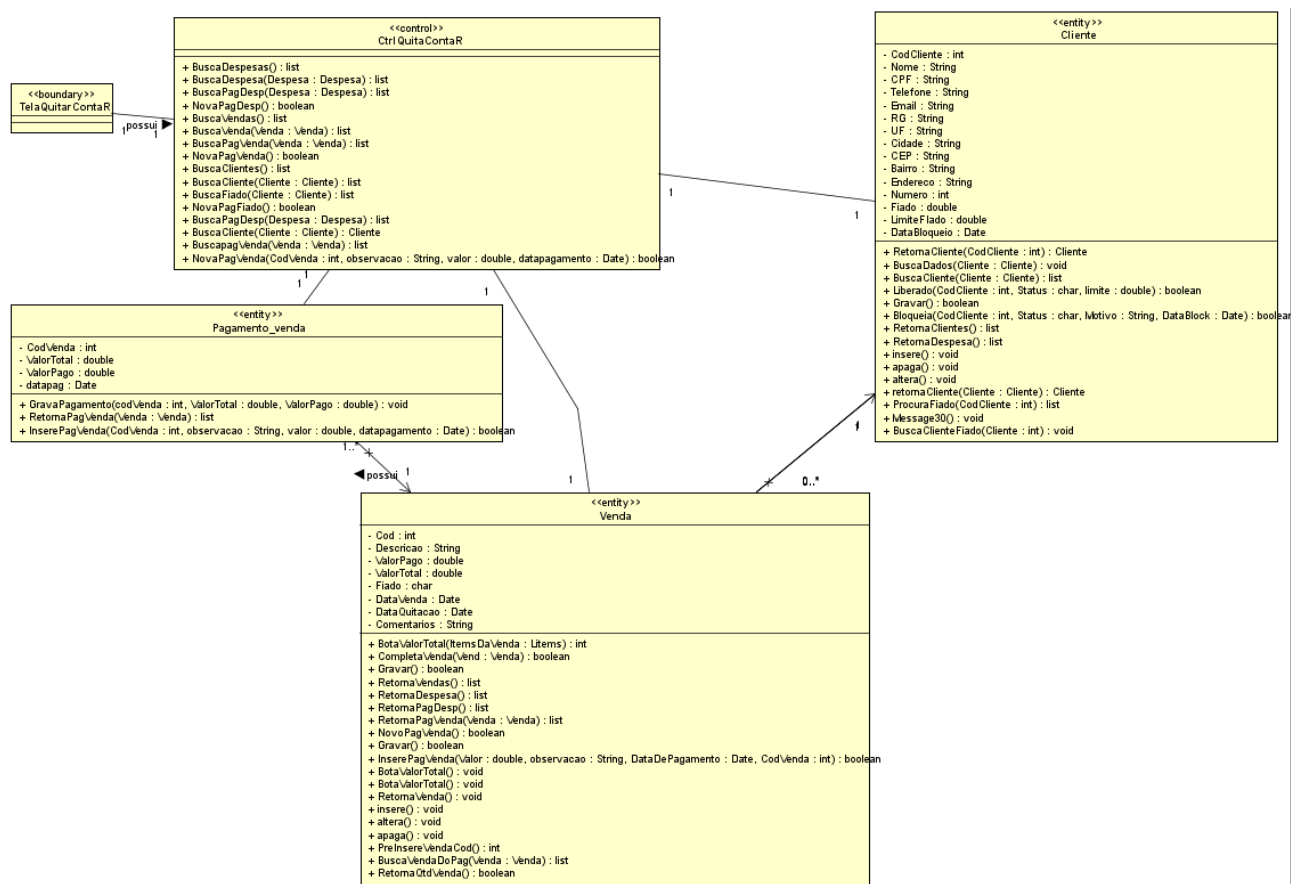 <<control>>
CtrlQuitaContaR
+ BuscaDespesas() : list
+ BuscaDespesa(Despesa : Despesa) : list
+ BuscaPagDesp(Despesa : Despesa) : list
+ NovaPagDesp() : boolean
+ BuscaVendas() : list
+ BuscaVenda(Venda : Venda) : list
+ BuscaPagVenda(Venda : Venda) : list
+ NovaPagVenda() : boolean
+ BuscaClientes() : list
+ BuscaCliente(Cliente : Cliente) : list
+ BuscaFiado(Cliente : Cliente) : list
+ NovaPagFiado() : boolean
+ BuscaPagDesp(Despesa : Despesa) : list
+ BuscaCliente(Cliente : Cliente) : Cliente
+ BuscapagVenda(Venda : Venda) : list
+ NovaPagVenda(CodVenda : int, observacao : String, valor : double, datapagamento : Date) : boolean
<<boundary>>
TelaQuitarContaR
1
possui
1
<<entity>>
Cliente
- CodCliente : int
- Nome : String
- CPF : String
- Telefone : String
- Email : String
- RG : String
- UF : String
- Cidade : String
- CEP : String
- Bairro : String
- Endereco : String
- Numero : int
- Fiado : double
- LimiteFIado : double
- DataBloqueio : Date
+ RetornaCliente(CodCliente : int) : Cliente
+ BuscaDados(Cliente : Cliente) : void
+ BuscaCliente(Cliente : Cliente) : list
+ Liberado(CodCliente : int, Status : char, limite : double) : boolean
+ Gravar() : boolean
+ Bloqueia(CodCliente : int, Status : char, Motivo : String, DataBlock : Date) : boolean
+ RetornaClientes() : list
+ RetornaDespesa() : list
+ insere() : void
+ apaga() : void
+ altera() : void
+ retornaCliente(Cliente : Cliente) : Cliente
+ ProcuraFiado(CodCliente : int) : list
+ Message30() : void
+ BuscaClienteFiado(Cliente : int) : void
1
1
1
1
1
<<entity>>
Pagamento_venda
- CodVenda : int
- ValorTotal : double
- ValorPago : double
- datapag : Date
+ GravaPagamento(codVenda : int, ValorTotal : double, ValorPago : double) : void
+ RetornaPagVenda(Venda : Venda) : list
+ InserePagVenda(CodVenda : int, observacao : String, valor : double, datapagamento : Date) : boolean
1..*
possui
1
1
0..*
<<entity>>
Venda
- Cod : int
- Descricao : String
- ValorPago : double
- ValorTotal : double
- Fiado : char
- DataVenda : Date
- DataQuitacao : Date
- Comentarios : String
+ BotaValorTotal(ItemsDaVenda : Litems) : int
+ CompletaVenda(Vend : Venda) : boolean
+ Gravar() : boolean
+ RetornaVendas() : list
+ RetornaDespesa() : list
+ RetornaPagDesp() : list
+ RetornaPagVenda(Venda : Venda) : list
+ NovoPagVenda() : boolean
+ Gravar() : boolean
+ InserePagVenda(Valor : double, observacao : String, DataDePagamento : Date, CodVenda : int) : boolean
+ BotaValorTotal() : void
+ BotaValorTotal() : void
+ RetornaVenda() : void
+ insere() : void
+ altera() : void
+ apaga() : void
+ PreInsereVendaCod() : int
+ BuscaVendaDoPag(Venda : Venda) : list
+ RetornaQtdVenda() : boolean